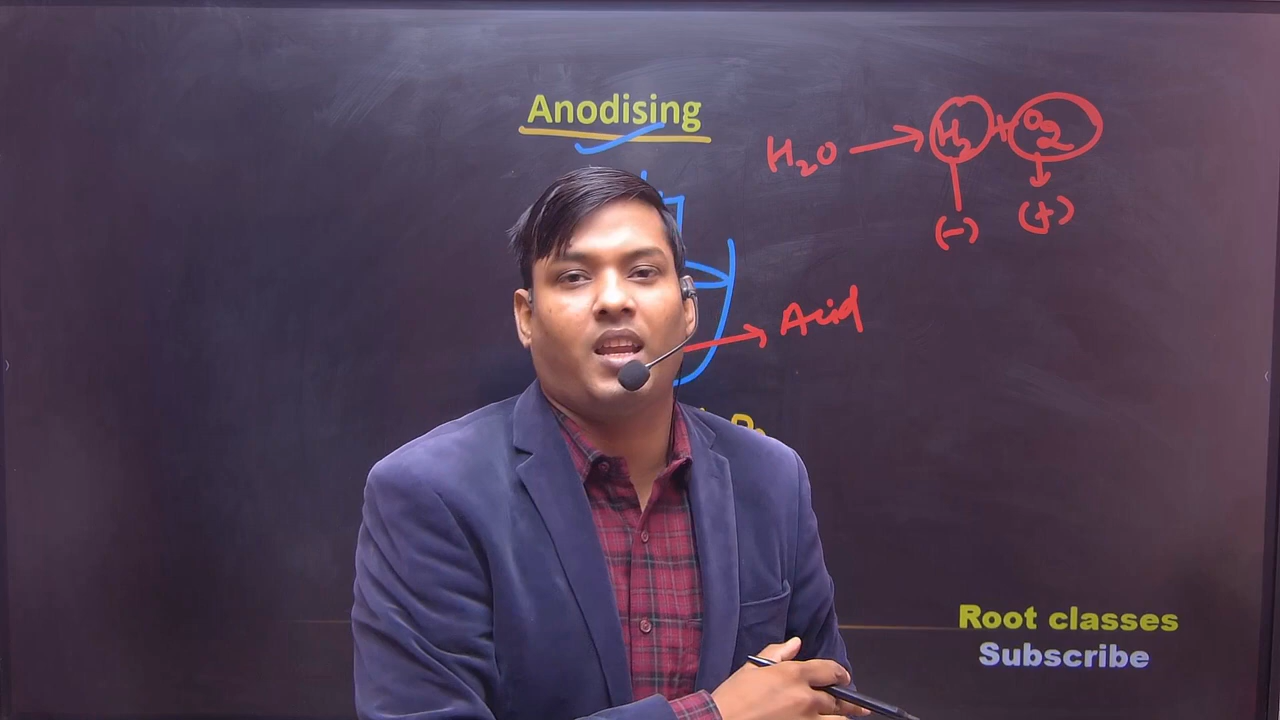 Anodising
H₂O → H₂ + O₂
(-) (+)
Acid
Root classes
Subscribe